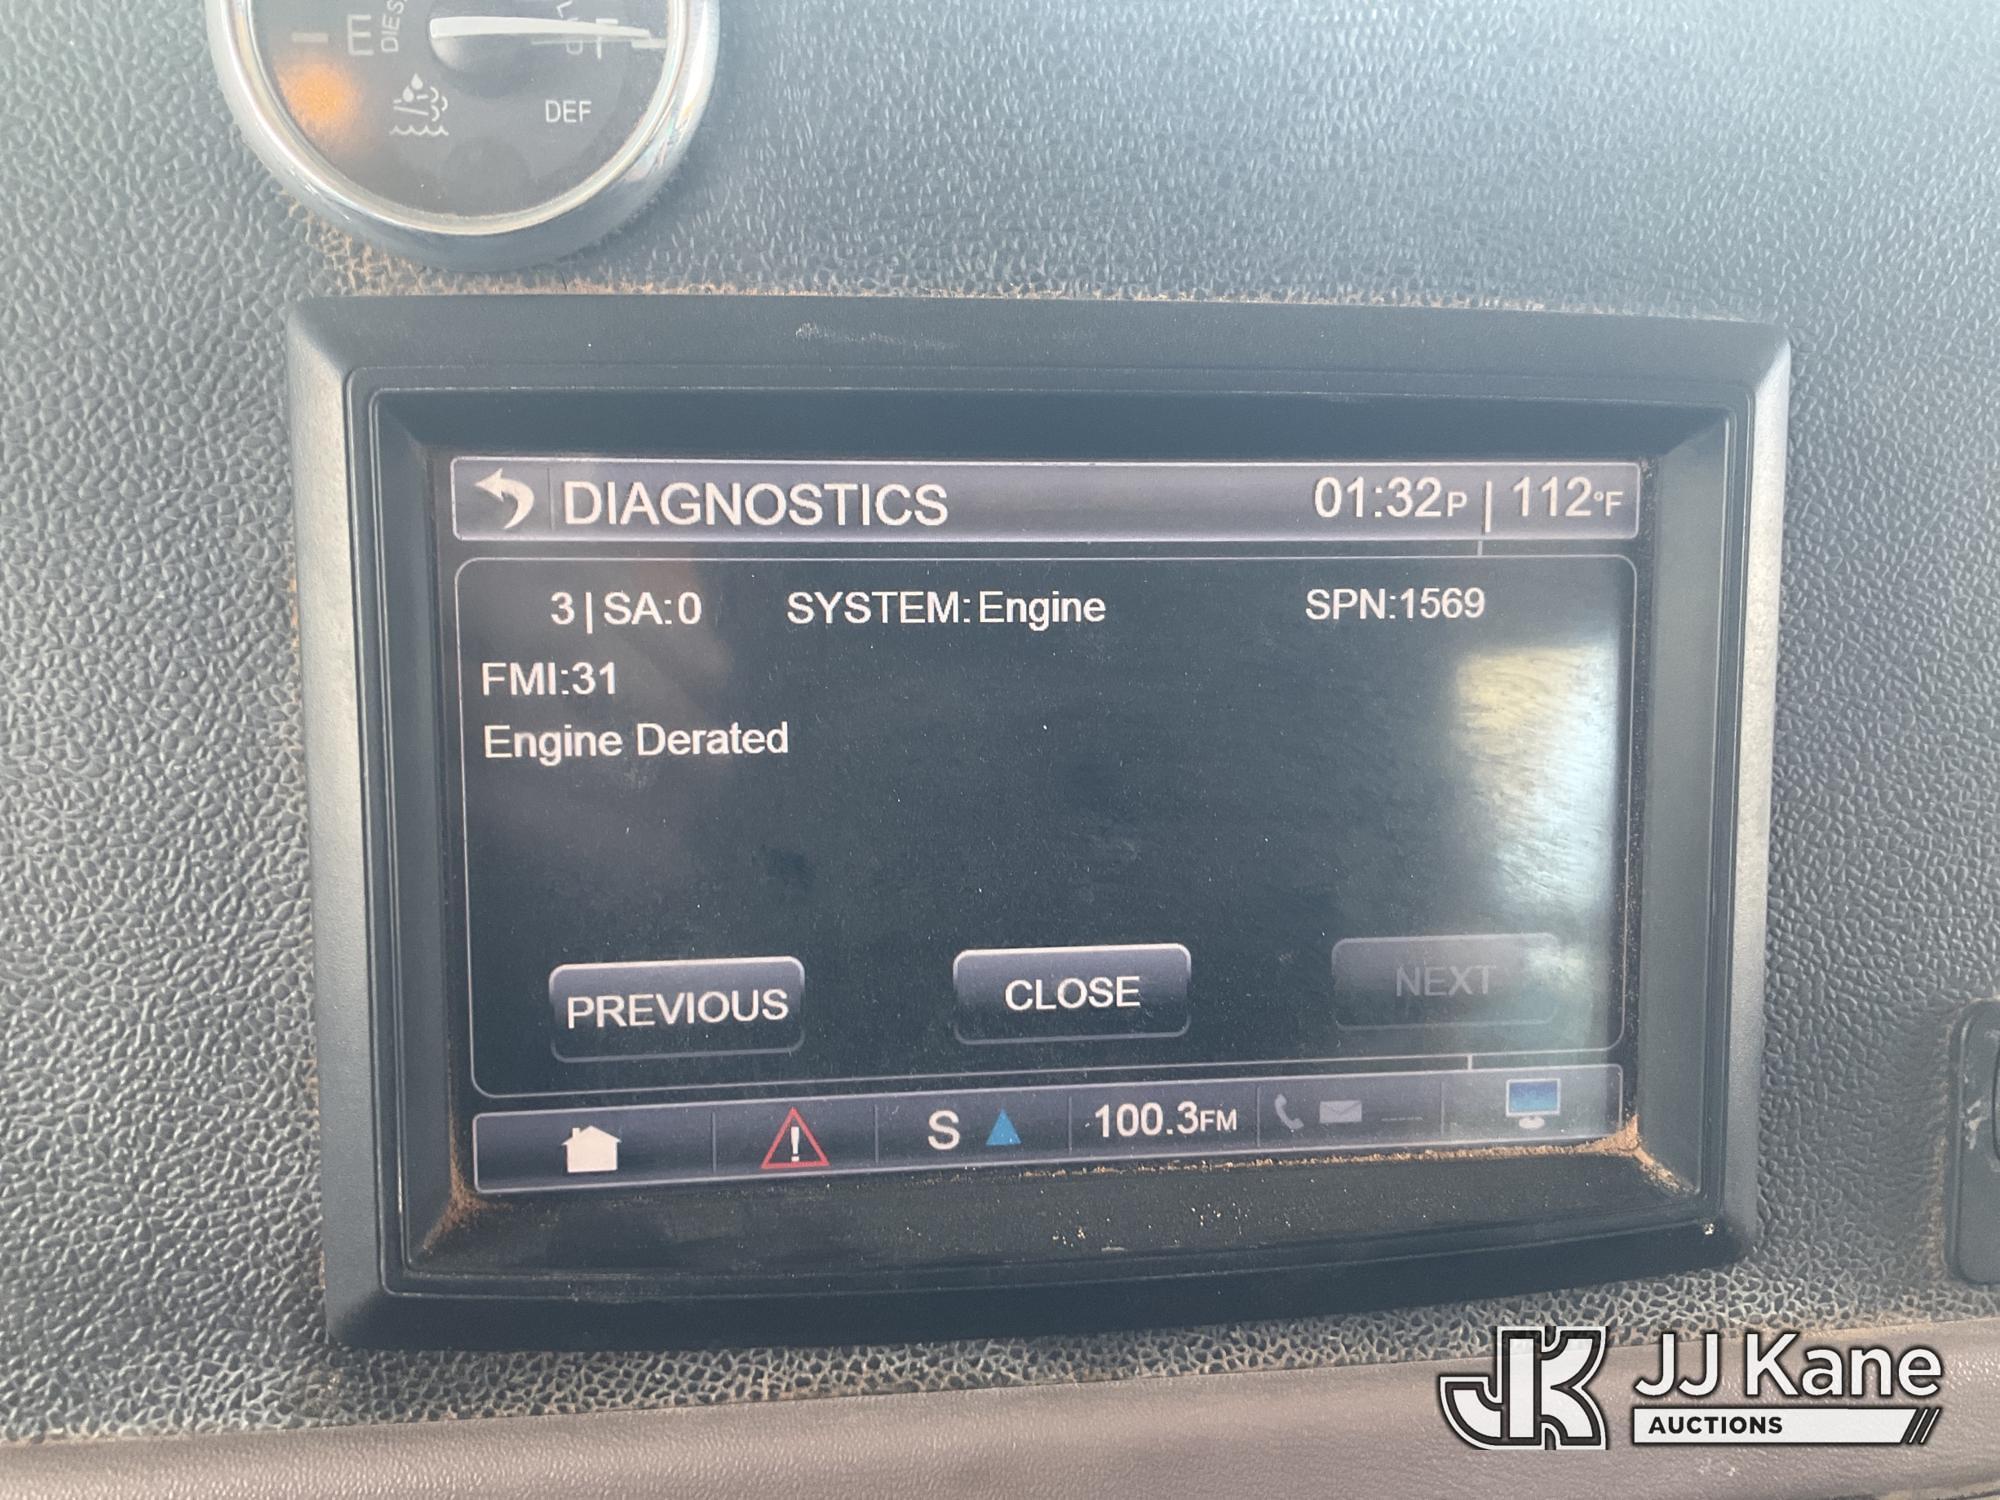 E
DIES
DEF
DIAGNOSTICS 01:32P | 112°F
3 | SA:0 SYSTEM: Engine SPN:1569
FMI:31
Engine Derated
PREVIOUS CLOSE NEXT
S 100.3FM
JK JJ Kane
AUCTIONS